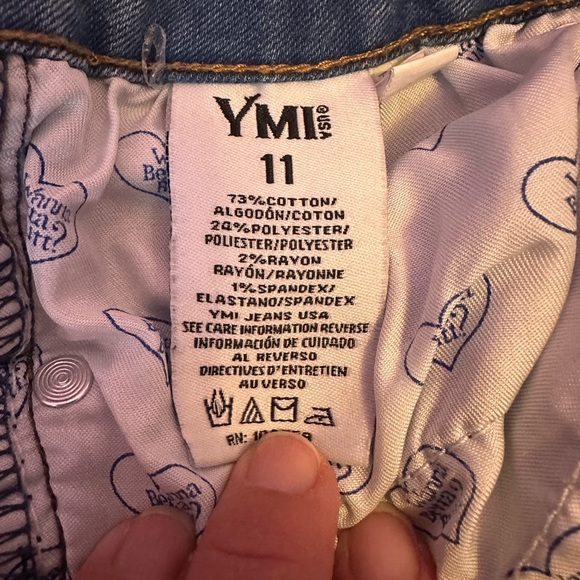 YMI®USA
11
73%COTTON/
ALGODÓN/COTON
24%POLYESTER/
POLIESTER/POLYESTER
2%RAYON
RAYÓN/RAYONNE
1%SPANDEX/
ELASTANO/SPANDEX
YMI JEANS USA
SEE CARE INFORMATION REVERSE
INFORMACIÓN DE CUIDADO
AL REVERSO
DIRECTIVES D'ENTRETIEN
AU VERSO
RN: